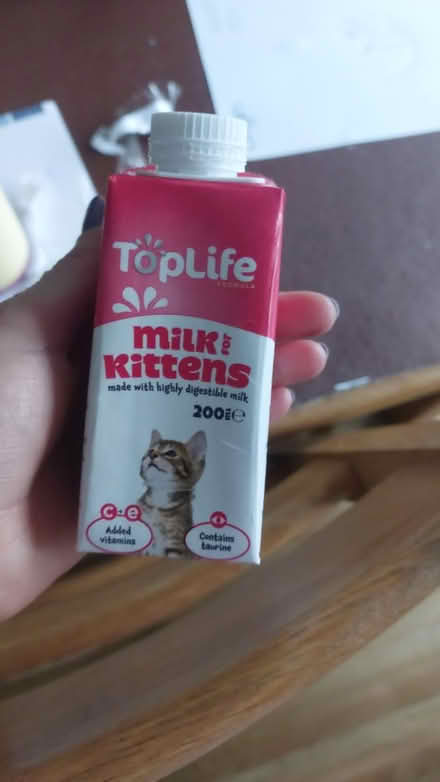 TopLife
FORMULA
milk for
kittens
made with highly digestible milk
200ml e
C + e
Added
vitamins
Contains
taurine